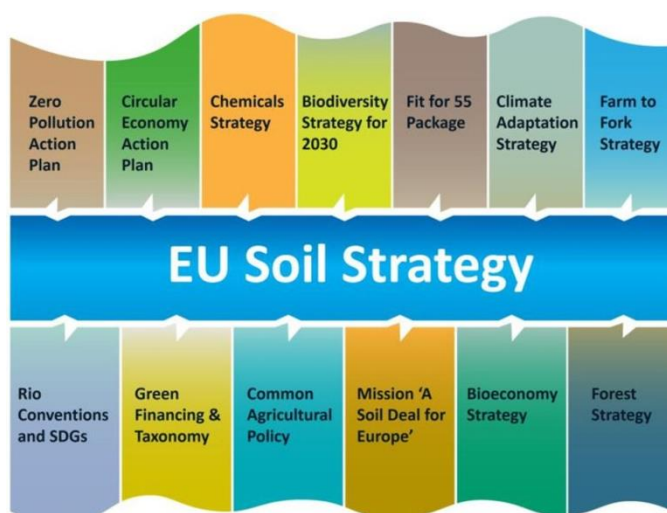 Zero
Pollution
Action
Plan
Circular
Economy
Action
Plan
Chemicals
Strategy
Biodiversity
Strategy for
2030
Fit for 55
Package
Climate
Adaptation
Strategy
Farm to
Fork
Strategy
EU Soil Strategy
Rio
Conventions
and SDGs
Green
Financing &
Taxonomy
Common
Agricultural
Policy
Mission ‘A
Soil Deal for
Europe’
Bioeconomy
Strategy
Forest
Strategy